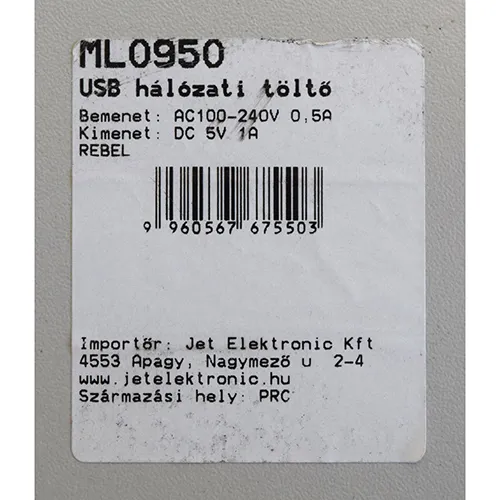 ML0950
USB hálózati töltő
Bemenet: AC100-240V 0,5A
Kimenet: DC 5V 1A
REBEL
9 960567 675503
Importőr: Jet Elektronic Kft
4553 Apagy, Nagymező u 2-4
www.jetelektronic.hu
Származási hely: PRC